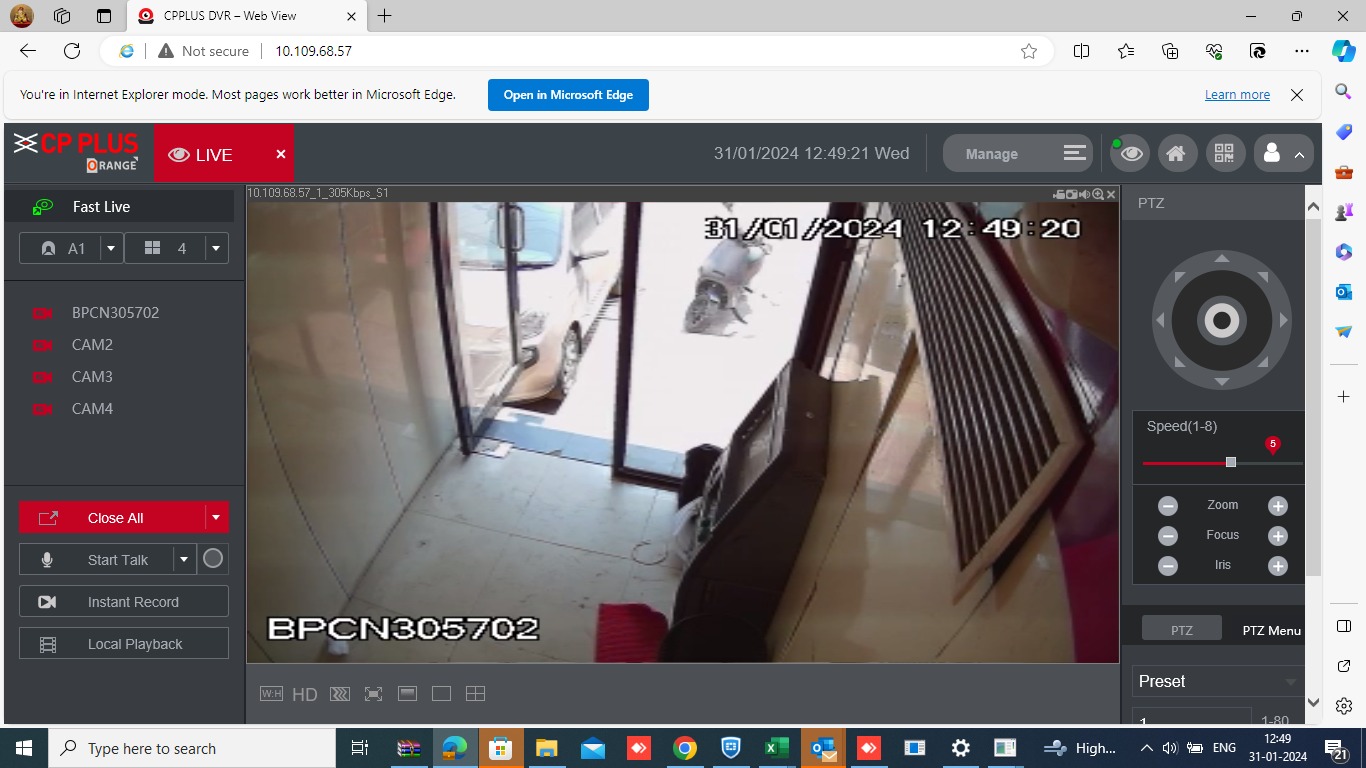 CPPLUS DVR – Web View
Not secure
10.109.68.57
You're in Internet Explorer mode. Most pages work better in Microsoft Edge.
Open in Microsoft Edge
Learn more
CP PLUS
ORANGE
LIVE
31/01/2024 12:49:21 Wed
Manage
Fast Live
10.109.68.57_1_305Kbps_S1
PTZ
31/01/2024 12:49:20
A1
4
BPCN305702
CAM2
CAM3
CAM4
Speed(1-8)
5
Close All
Zoom
Focus
Iris
Start Talk
Instant Record
BPCN305702
PTZ
PTZ Menu
Local Playback
Preset
W:H
HD
1
1-80
Type here to search
High...
ENG
12:49
31-01-2024
21